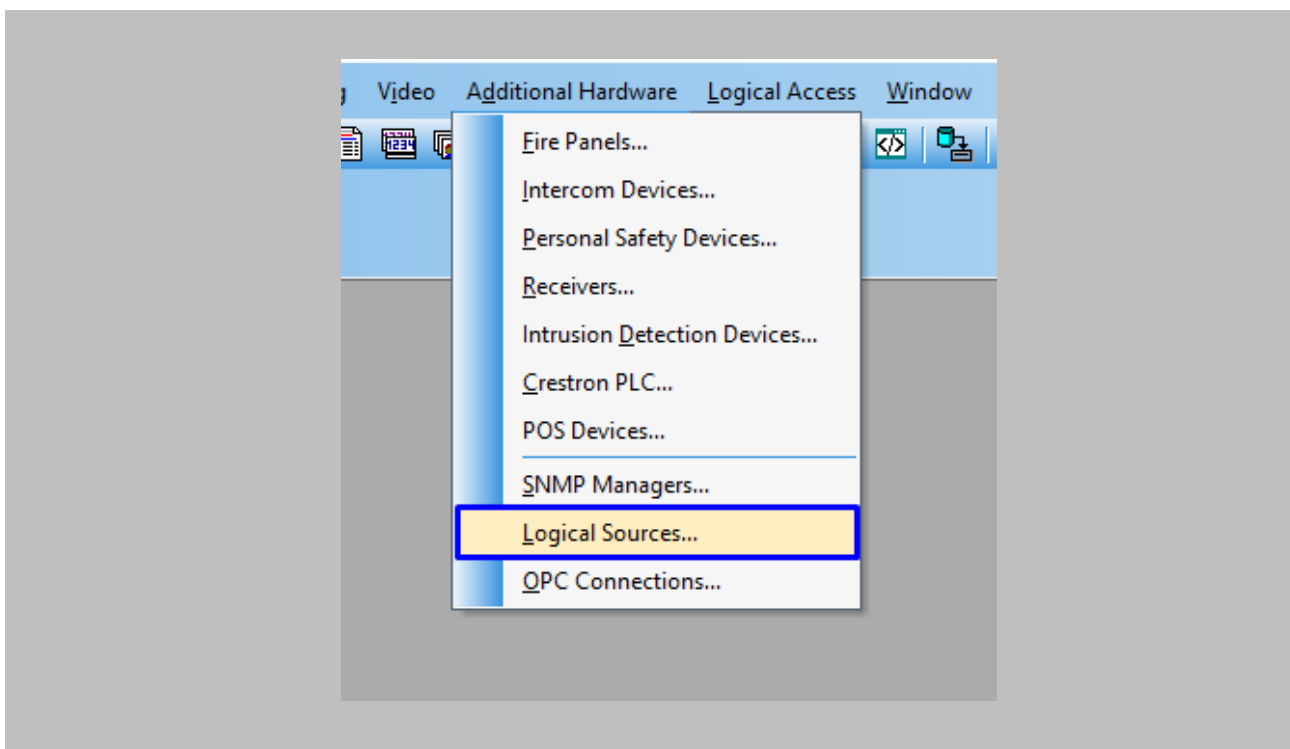 g Video Additional Hardware Logical Access Window
1234
Fire Panels...
Intercom Devices...
Personal Safety Devices...
Receivers...
Intrusion Detection Devices...
Crestron PLC...
POS Devices...
SNMP Managers...
Logical Sources...
OPC Connections...